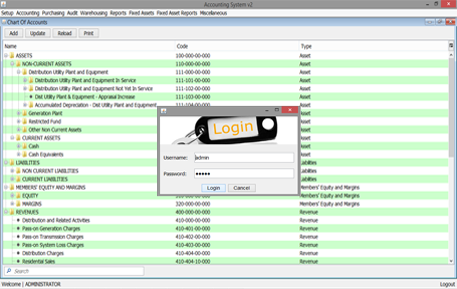 Accounting System v2
Setup Accounting Purchasing Audit Warehousing Reports Fixed Assets Fixed Asset Reports Miscellaneous
Chart Of Accounts
Add Update Reload Print
Name Code Type
ASSETS 100-000-00-000 Asset
NON-CURRENT ASSETS 110-000-00-000 Asset
Distribution Utility Plant and Equipment 111-000-00-000 Asset
Distribution Utility Plant and Equipment In Service 111-101-00-000 Asset
Distribution Utility Plant and Equipment Not Yet In Service 111-102-00-000 Asset
Dist Utility Plant & Equipment - Appraisal Increase 111-103-00-000 Asset
Accumulated Depreciation - Dist Utility Plant and Equipment 111-104-00-000 Asset
Generation Plant Asset
Restricted Fund Asset
Other Non Current Assets Asset
CURRENT ASSETS Asset
Cash Asset
Cash Equivalents Asset
LIABILITIES Liabilities
NON CURRENT LIABILITIES Liabilities
CURRENT LIABILITIES Liabilities
MEMBERS' EQUITY AND MARGINS Members' Equity and Margins
EQUITY Members' Equity and Margins
MARGINS 320-000-00-000 Members' Equity and Margins
REVENUES 400-000-00-000 Revenue
Distribution and Related Activities 410-000-00-000 Revenue
Pass-on Generation Charges 410-401-00-000 Revenue
Pass-on Transmission Charges 410-402-00-000 Revenue
Pass-on System Loss Charges 410-403-00-000 Revenue
Distribution Charges 410-404-00-000 Revenue
Residential Sales 410-404-10-000 Revenue
Login
Username: admin
Password: •••••
Login Cancel
Search
Welcome | ADMINISTRATOR Logout